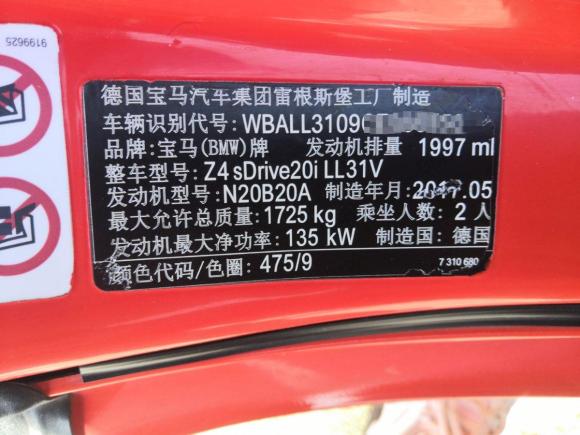 9199625
德国宝马汽车集团雷根斯堡工厂制造
车辆识别代号: WBALL3109
品牌: 宝马(BMW)牌 发动机排量 1997 ml
整车型号: Z4 sDrive20i LL31V
发动机型号: N20B20A 制造年月: 2017.05
最大允许总质量: 1725 kg 乘坐人数: 2 人
发动机最大净功率: 135 kW 制造国: 德国
颜色代码/色圈: 475/9
7 310 680